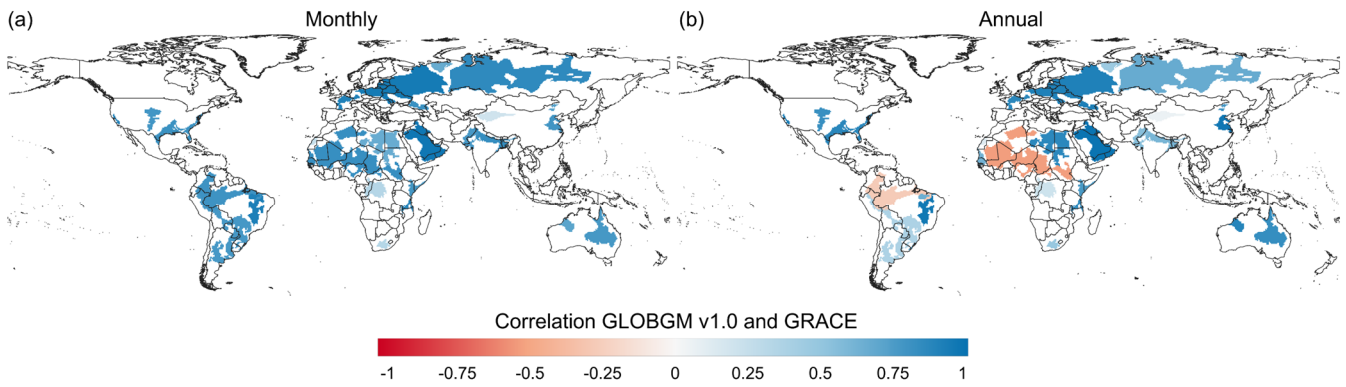 (a) Monthly (b) Annual
Correlation GLOBGM v1.0 and GRACE
-1 -0.75 -0.5 -0.25 0 0.25 0.5 0.75 1